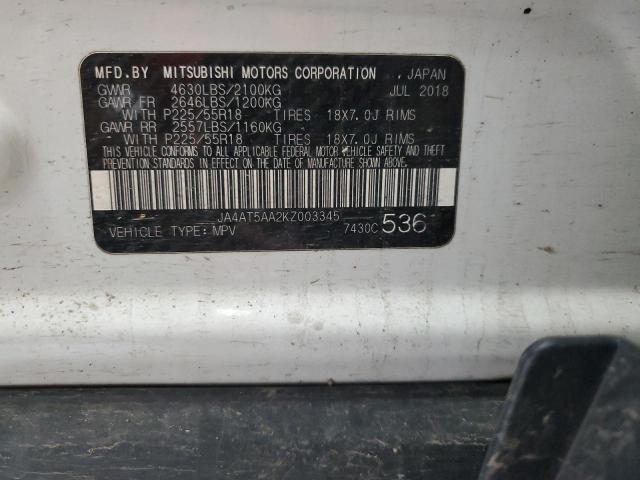 MFD.BY MITSUBISHI MOTORS CORPORATION JAPAN
GVWR 4630LBS/2100KG JUL 2018
GAWR FR 2646LBS/1200KG
WITH P225/55R18 TIRES 18X7.0J RIMS
GAWR RR 2557LBS/1160KG
WITH P225/55R18 TIRES 18X7.0J RIMS
THIS VEHICLE CONFORMS TO ALL APPLICABLE FEDERAL MOTOR VEHICLE SAFETY AND THEFT
PREVENTION STANDARDS IN EFFECT ON THE DATE OF MANUFACTURE SHOWN ABOVE.
JA4AT5AA2KZ003345
VEHICLE TYPE:MPV 7430C 536